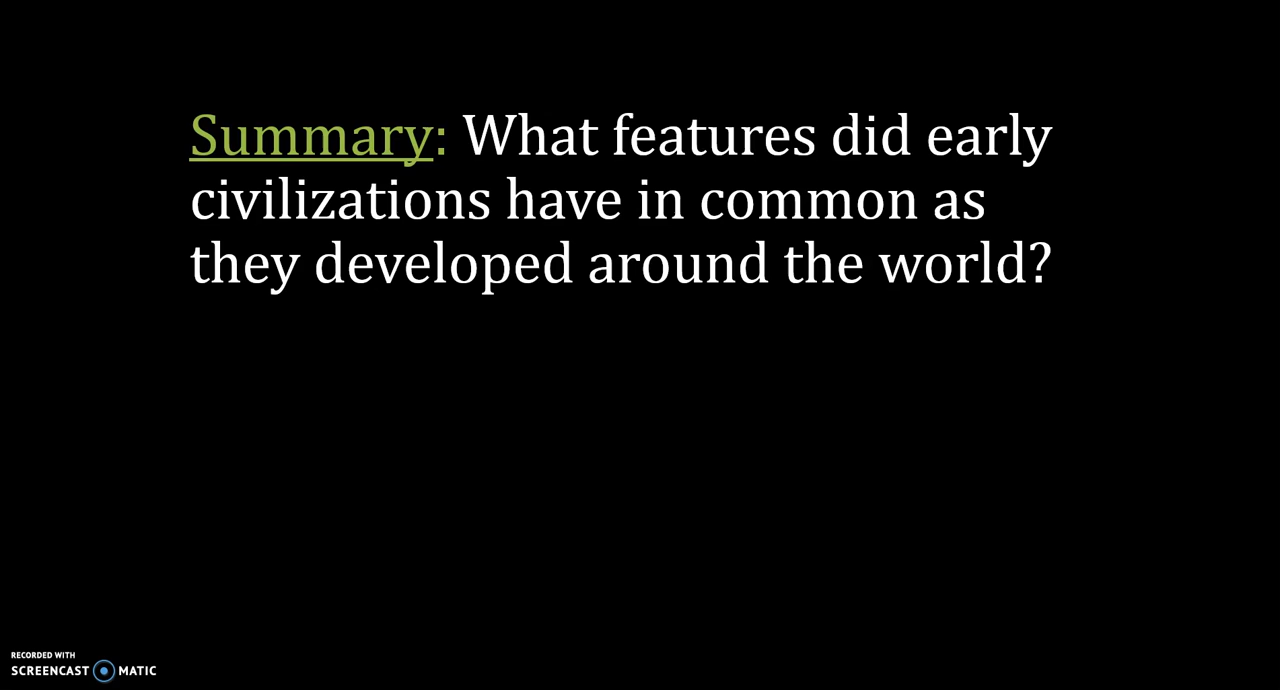 Summary: What features did early
civilizations have in common as
they developed around the world?
RECORDED WITH
SCREENCAST MATIC